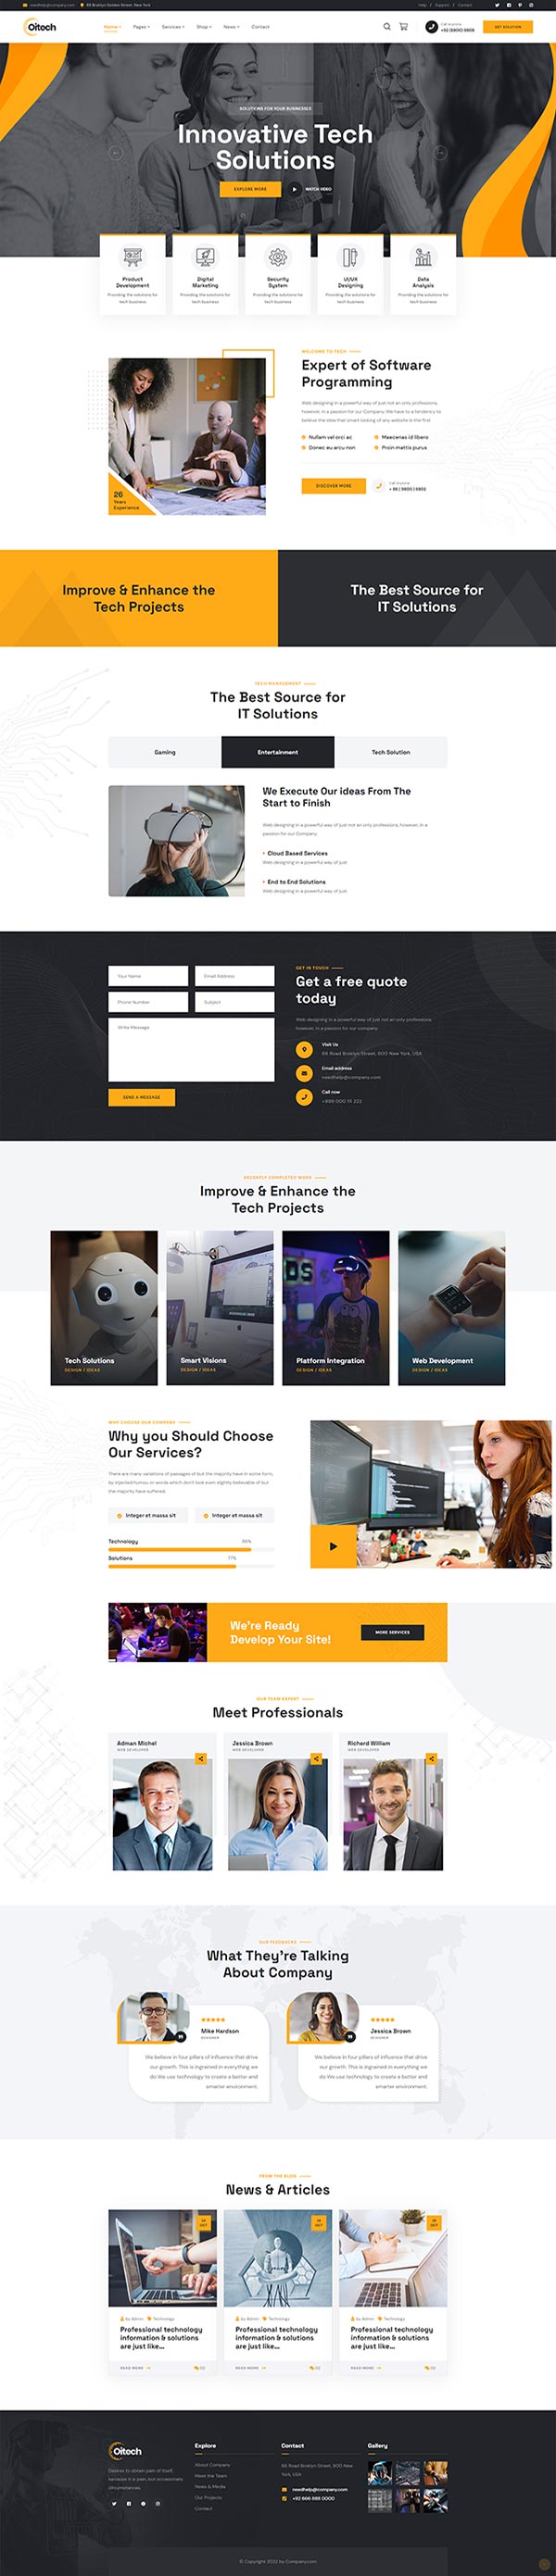 needhelp@company.com
88 Broklyn Golden Street. New York
Help / Support / Contact
Oitech
Home
Pages
Services
Shop
News
Contact
Call Anytime
GET SOLUTION
SOLUTIONS FOR YOUR BUSINESSES
Innovative Tech
Solutions
EXPLORE MORE
WATCH VIDEO
Product
Development
Providing the solutions for
tech business
Digital
Marketing
Providing the solutions for
tech business
Security
System
Providing the solutions for
tech business
UI/UX
Designing
Providing the solutions for
tech business
Data
Analysis
Providing the solutions for
tech business
26
Years
Experience
WELCOME TO TECH
Expert of Software
Programming
Web designing in a powerful way of just not an only professions,
however, in a passion for our Company. We have to a tendency to
believe the idea that smart looking of any website is the first
Nullam vel orci ac
Maecenas id libero
Donec eu arcu non
Proin mattis purus
DISCOVER MORE
Call Anytime
Improve & Enhance the
Tech Projects
The Best Source for
IT Solutions
TECH MANAGEMENT
The Best Source for
IT Solutions
Gaming
Entertainment
Tech Solution
We Execute Our ideas From The
Start to Finish
Web designing in a powerful way of just not an only professions, however, in a
passion for our Company
Cloud Based Services
Web designing in a powerful way of just
End to End Solutions
Web designing in a powerful way of just
Your Name
Email Address
Phone Number
Subject
Write Message
SEND A MESSAGE
GET IN TOUCH
Get a free quote
today
Web designing in a powerful way of just not an only professions,
however, in a passion for our company
Visit Us
66 Road Broklyn Street, 600 New York, USA
Email address
needhelp@company.com
Call now
RECENTLY COMPLETED WORK
Improve & Enhance the
Tech Projects
Tech Solutions
DESIGN / IDEAS
Smart Visions
DESIGN / IDEAS
Platform Integration
DESIGN / IDEAS
Web Development
DESIGN / IDEAS
WHY CHOOSE OUR COMPANY
Why you Should Choose
Our Services?
There are many variations of passages of but the majority have in some form,
by injected humou or words which don't look even slightly believable of but
the majority have suffered.
Integer et massa sit
Integer et massa sit
Technology
Solutions
77%
We're Ready
Develop Your Site!
MORE SERVICES
OUR TEAM EXPERT
Meet Professionals
Adman Michel
WEB DEVELOPER
Jessica Brown
WEB DEVELOPER
Richerd William
WEB DEVELOPER
OUR FEEDBACKS
What They're Talking
About Company
Mike Hardson
DESIGNER
We believe in four pillars of influence that drive
our growth. This is ingrained in everything we
do We use technology to create a better and
smarter environment.
Jessica Brown
DESIGNER
We believe in four pillars of influence that drive
our growth. This is ingrained in everything we
do We use technology to create a better and
smarter environment.
FROM THE BLOG
News & Articles
OCT
OCT
OCT
by Admin
Technology
Professional technology
information & solutions
are just like...
READ MORE
02
by Admin
Technology
Professional technology
information & solutions
are just like...
READ MORE
02
by Admin
Technology
Professional technology
information & solutions
are just like...
READ MORE
02
Oitech
Desires to obtain pain of itself,
because it is pain, but occasionally
circumstances.
Explore
About Company
Meet the Team
News & Media
Our Projects
Contact
Contact
66 Road Broklyn Street, 600 New
York, USA
needhelp@company.com
+92 666 888 0000
Gallery
© Copyright 2022 by Company.com